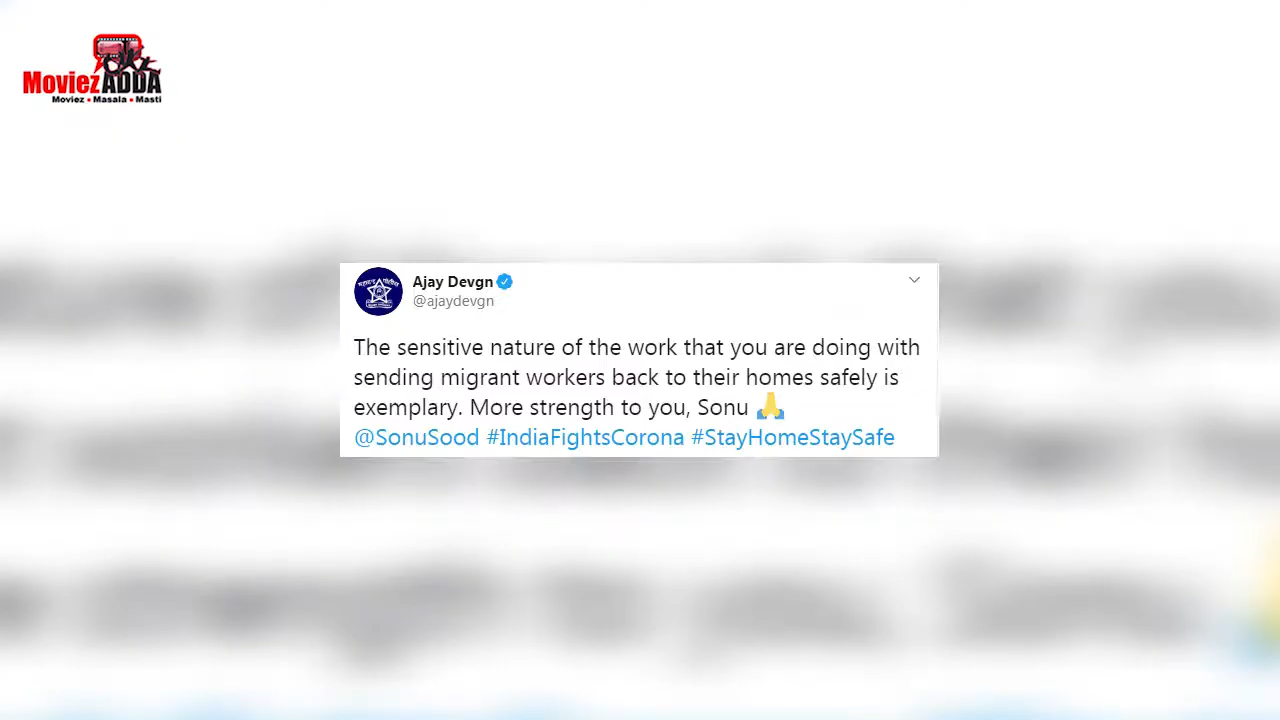 MoviezADDA
Moviez • Masala • Masti
Ajay Devgn
@ajaydevgn
The sensitive nature of the work that you are doing with
sending migrant workers back to their homes safely is
exemplary. More strength to you, Sonu 🙏
@SonuSood #IndiaFightsCorona #StayHomeStaySafe